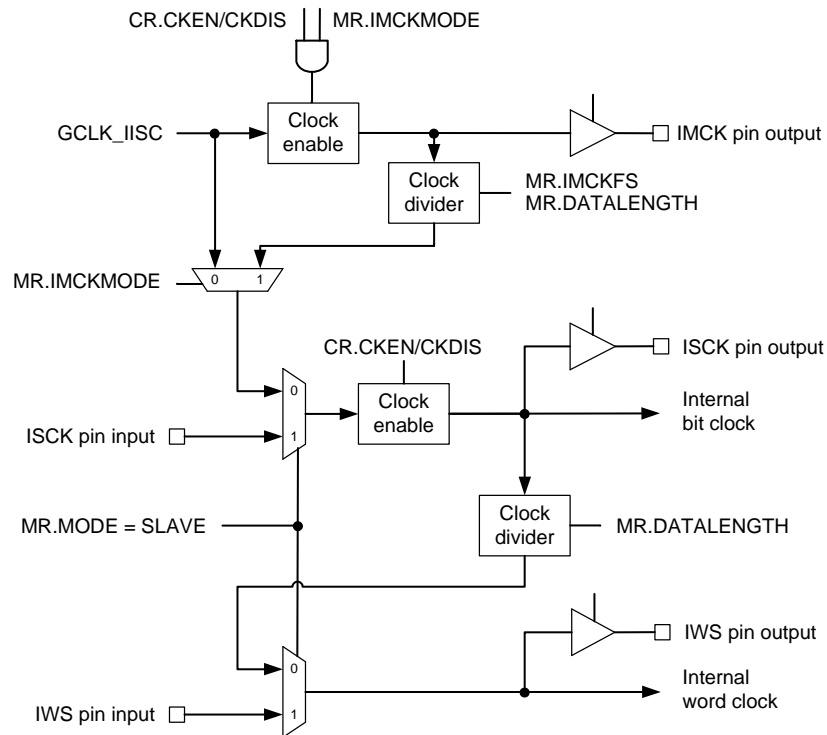 CR.CKEN/CKDIS MR.IMCKMODE
GCLK_IISC
Clock
enable
IMCK pin output
Clock
divider
MR.IMCKFS
MR.DATALENGTH
MR.IMCKMODE
0 1
CR.CKEN/CKDIS
ISCK pin output
0
Clock
enable
Internal
bit clock
ISCK pin input
1
MR.MODE = SLAVE
Clock
divider
MR.DATALENGTH
IWS pin output
0
Internal
word clock
IWS pin input
1